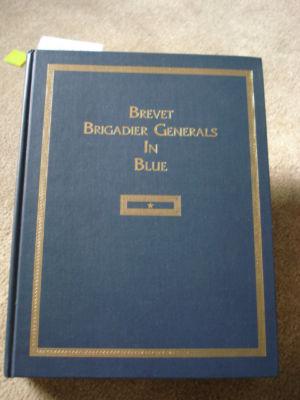 BREVET
BRIGADIER GENERALS
IN
BLUE